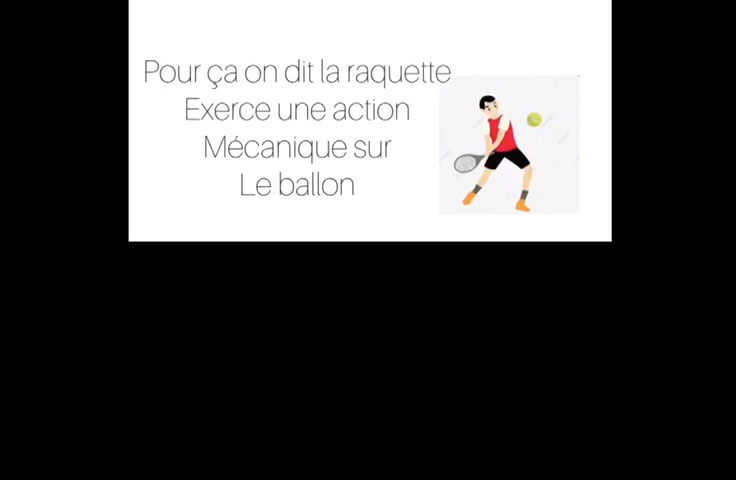 Pour ça on dit la raquette
Exerce une action
Mécanique sur
Le ballon